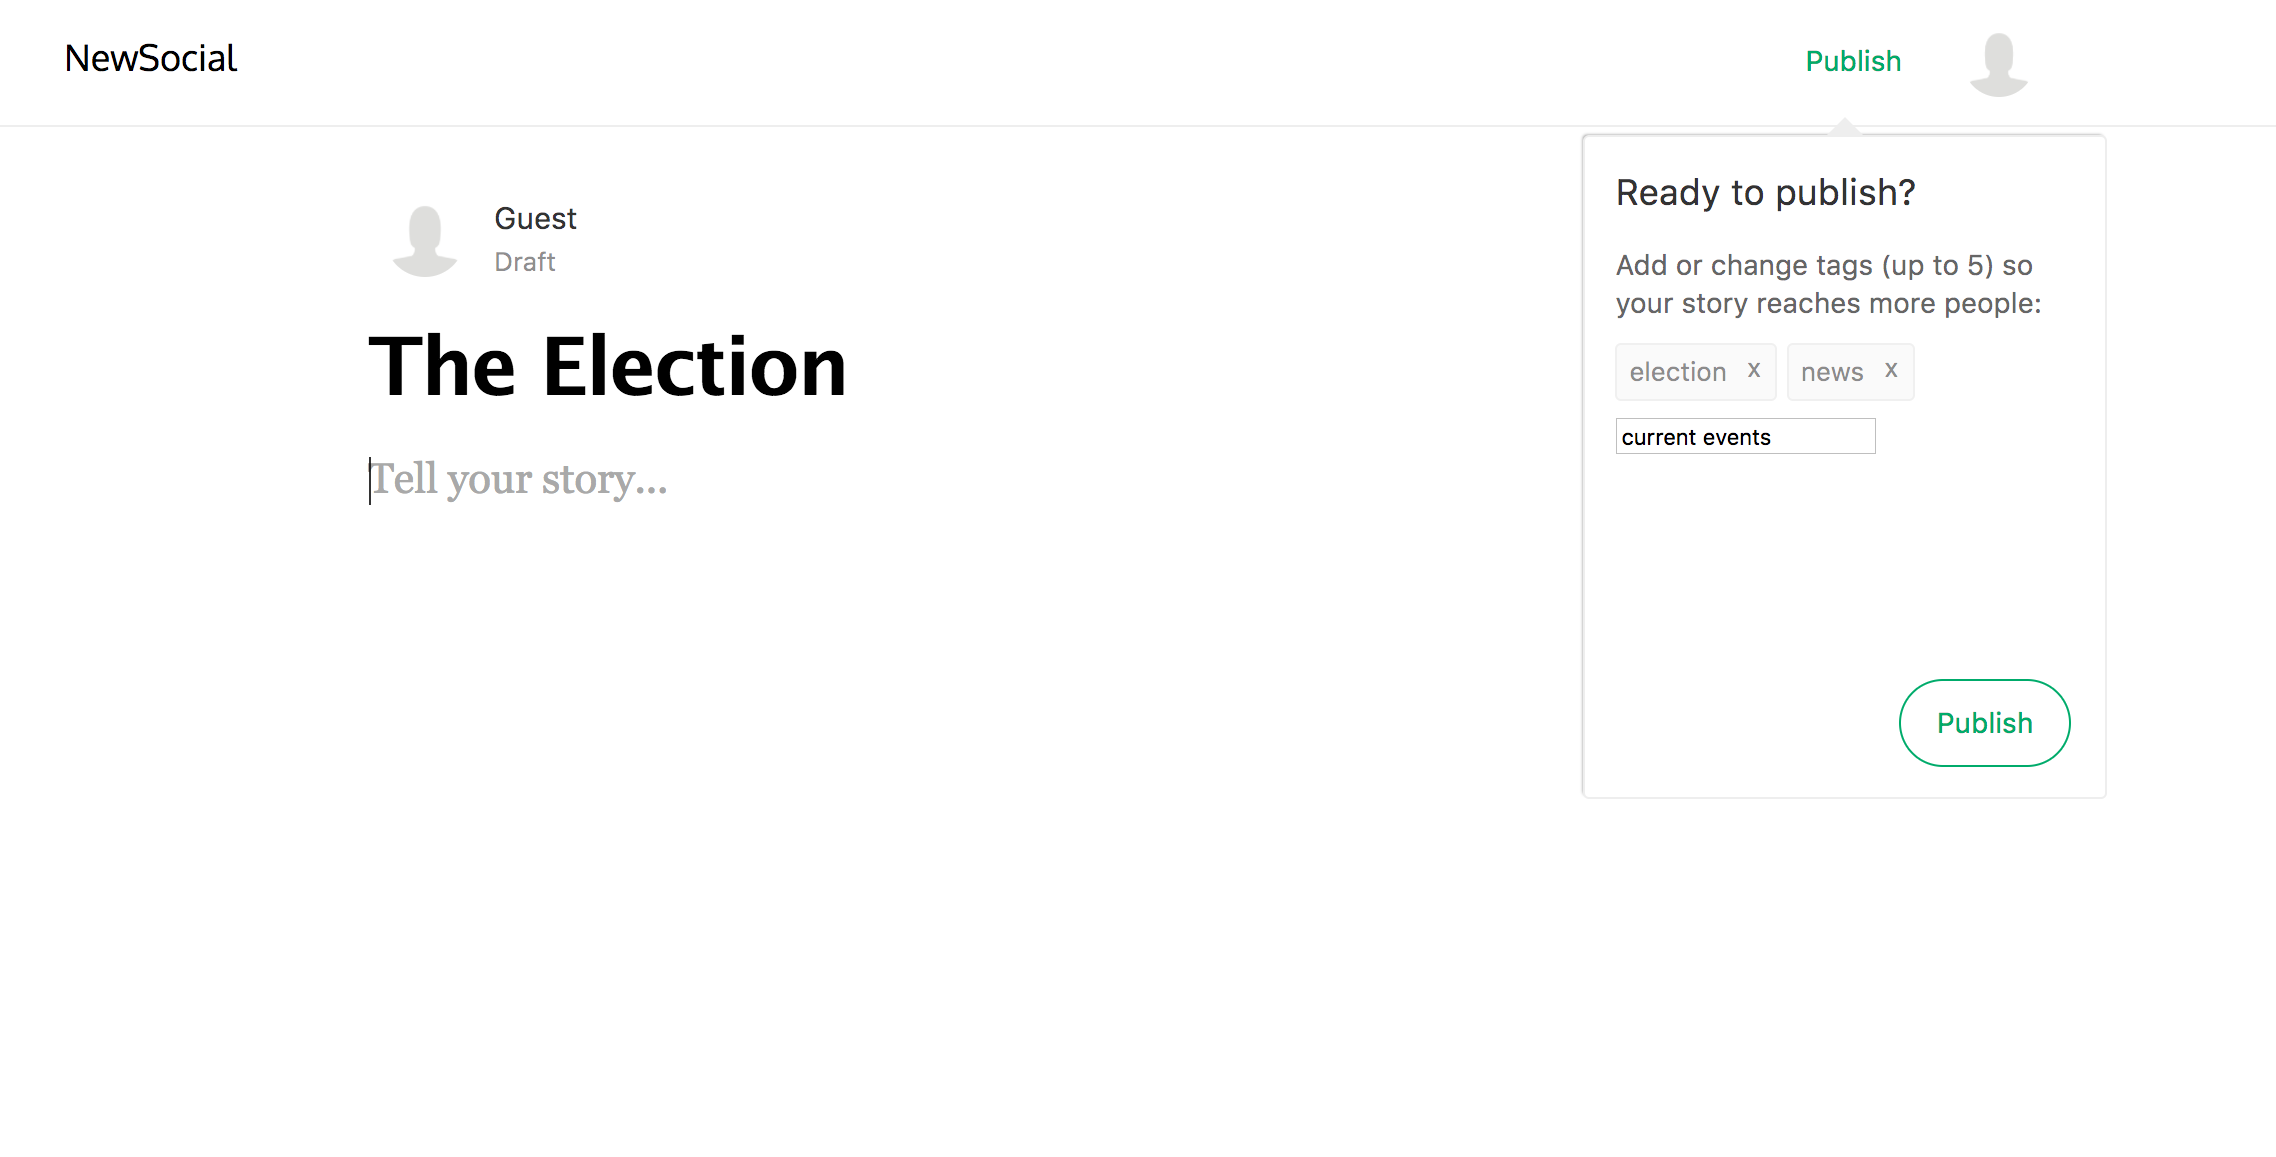 NewSocial
Publish
Guest
Draft
The Election
Tell your story...
Ready to publish?
Add or change tags (up to 5) so
your story reaches more people:
election x news x
current events
Publish